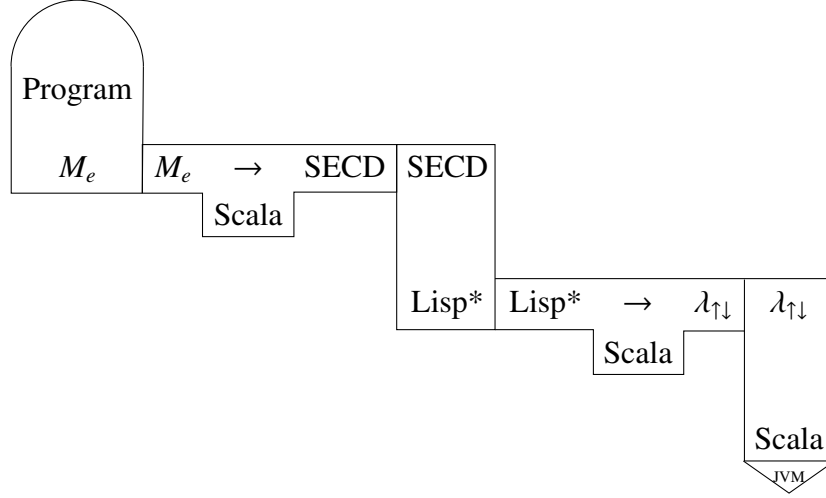 Program
M_e M_e → SECD SECD
Scala
Lisp* Lisp* → λ↑↓ λ↑↓
Scala
Scala
JVM